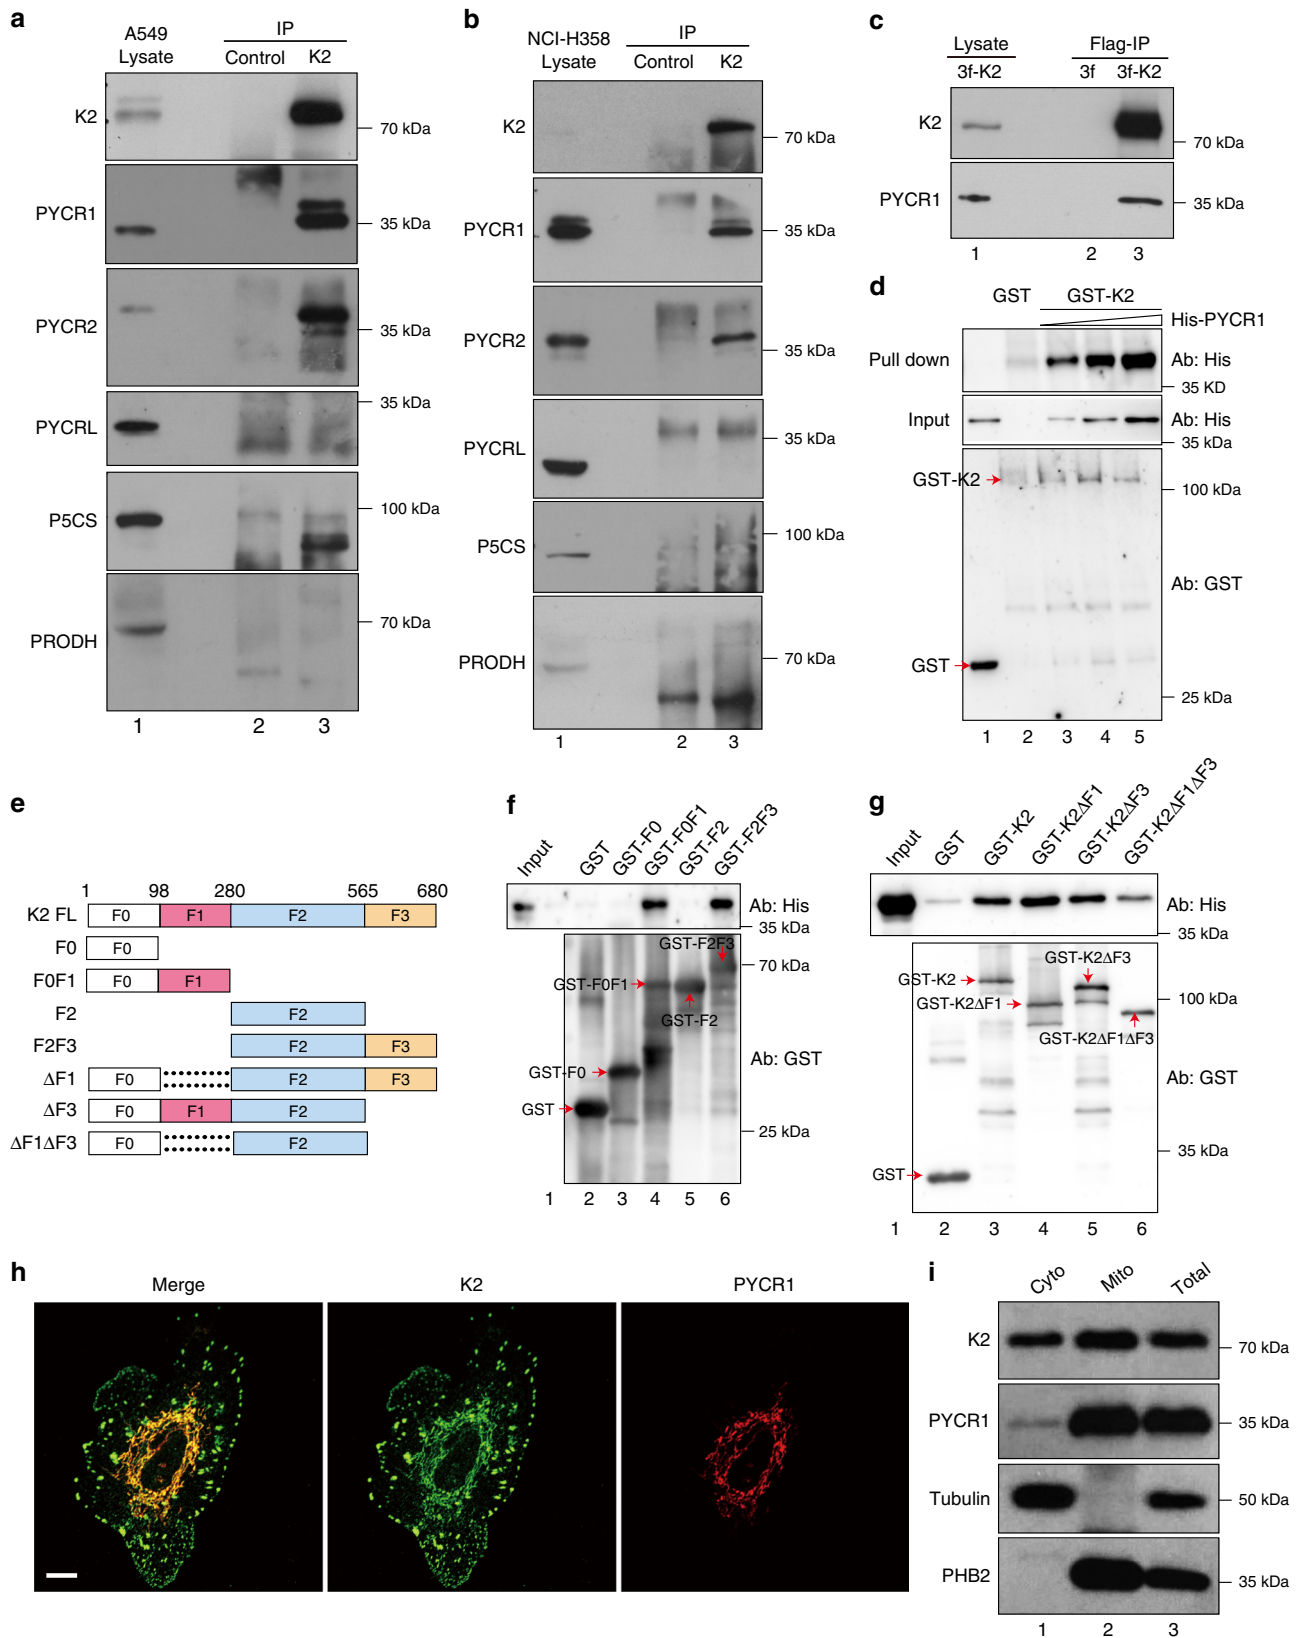 a
A549
Lysate
IP
Control
K2
K2
70 kDa
PYCR1
35 kDa
PYCR2
35 kDa
PYCRL
35 kDa
P5CS
100 kDa
PRODH
70 kDa
1
2
3
b
NCI-H358
Lysate
IP
Control
K2
K2
70 kDa
PYCR1
35 kDa
PYCR2
35 kDa
PYCRL
35 kDa
P5CS
100 kDa
PRODH
70 kDa
1
2
3
c
Lysate
Flag-IP
3f-K2
3f
3f-K2
K2
70 kDa
PYCR1
35 kDa
1
2
3
d
GST
GST-K2
His-PYCR1
Pull down
Ab: His
35 KD
Input
Ab: His
35 kDa
GST-K2
100 kDa
Ab: GST
GST
25 kDa
1
2
3
4
5
e
1
98
280
565
680
K2 FL
F0
F1
F2
F3
F0
F0
F0F1
F0
F1
F2
F2
F2F3
F2
F3
ΔF1
F0
F2
F3
ΔF3
F0
F1
F2
ΔF1ΔF3
F0
F2
f
Input
GST
GST-F0
GST-F0F1
GST-F2
GST-F2F3
Ab: His
35 kDa
GST-F2F3
70 kDa
GST-F0F1
GST-F2
Ab: GST
GST-F0
GST
25 kDa
1
2
3
4
5
6
g
Input
GST
GST-K2
GST-K2ΔF1
GST-K2ΔF3
GST-K2ΔF1ΔF3
Ab: His
35 kDa
GST-K2ΔF3
GST-K2
GST-K2ΔF1
100 kDa
GST-K2ΔF1ΔF3
Ab: GST
35 kDa
GST
1
2
3
4
5
6
h
Merge
K2
PYCR1
i
Cyto
Mito
Total
K2
70 kDa
PYCR1
35 kDa
Tubulin
50 kDa
PHB2
35 kDa
1
2
3